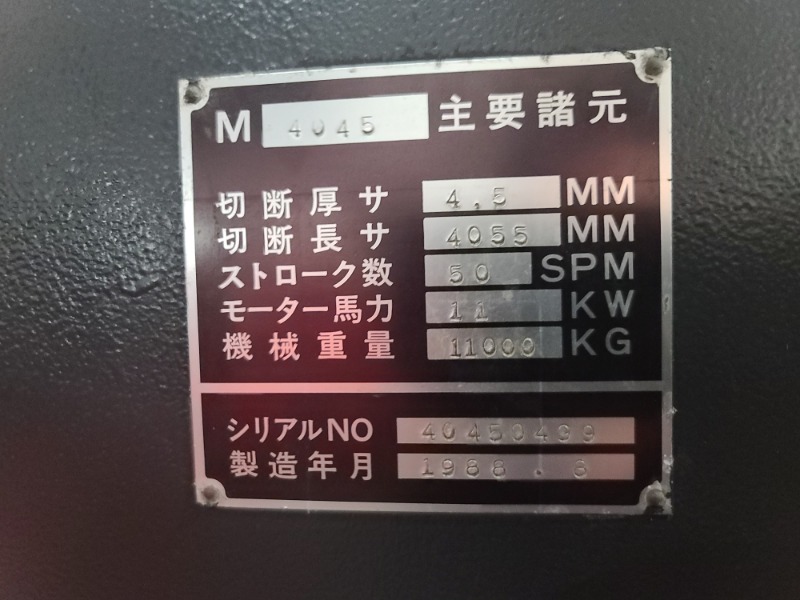 M 4045 主要諸元
切断厚サ 4.5 MM
切断長サ 4055 MM
ストローク数 50 SPM
モーター馬力 11 KW
機械重量 11000 KG
シリアルNO 40450499
製造年月 1988.8